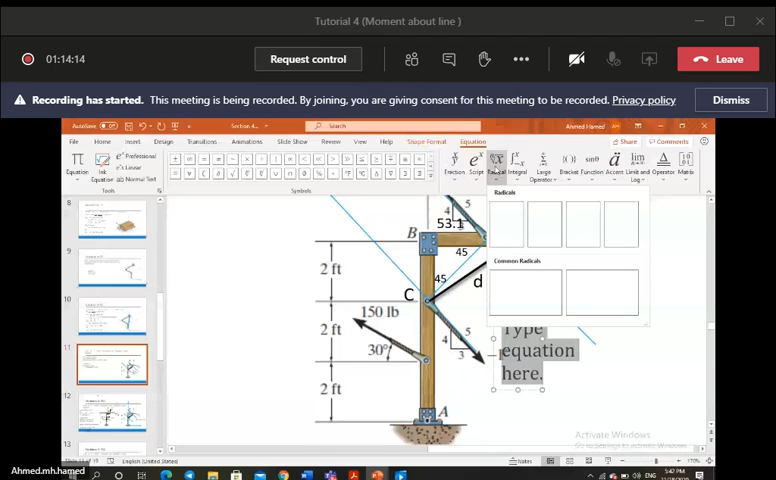 Tutorial 4 (Moment about line )
01:14:14
Request control
Leave
Recording has started. This meeting is being recorded. By joining, you are giving consent for this meeting to be recorded. Privacy policy
Dismiss
AutoSave
Section 4...
Search
Ahmed Hamed
File Home Insert Design Transitions Animations Slide Show Review View Help Shape Format Equation
Share Comments
Equation
Ink Equation
Professional
Linear
Normal Text
Fraction Script Radical Integral Large Operator Bracket Function Accent Limit and Log Operator Matrix
Tools
Symbols
Radicals
Common Radicals
8
9
10
11
12
13
4 5
53.1
B
45
2 ft
45
d
C
2 ft
150 lb
5
4
3
30°
2 ft
A
Type
equation
here.
Activate Windows
Notes
170%
English (United States)
Ahmed.mh.hamed
5:42 PM